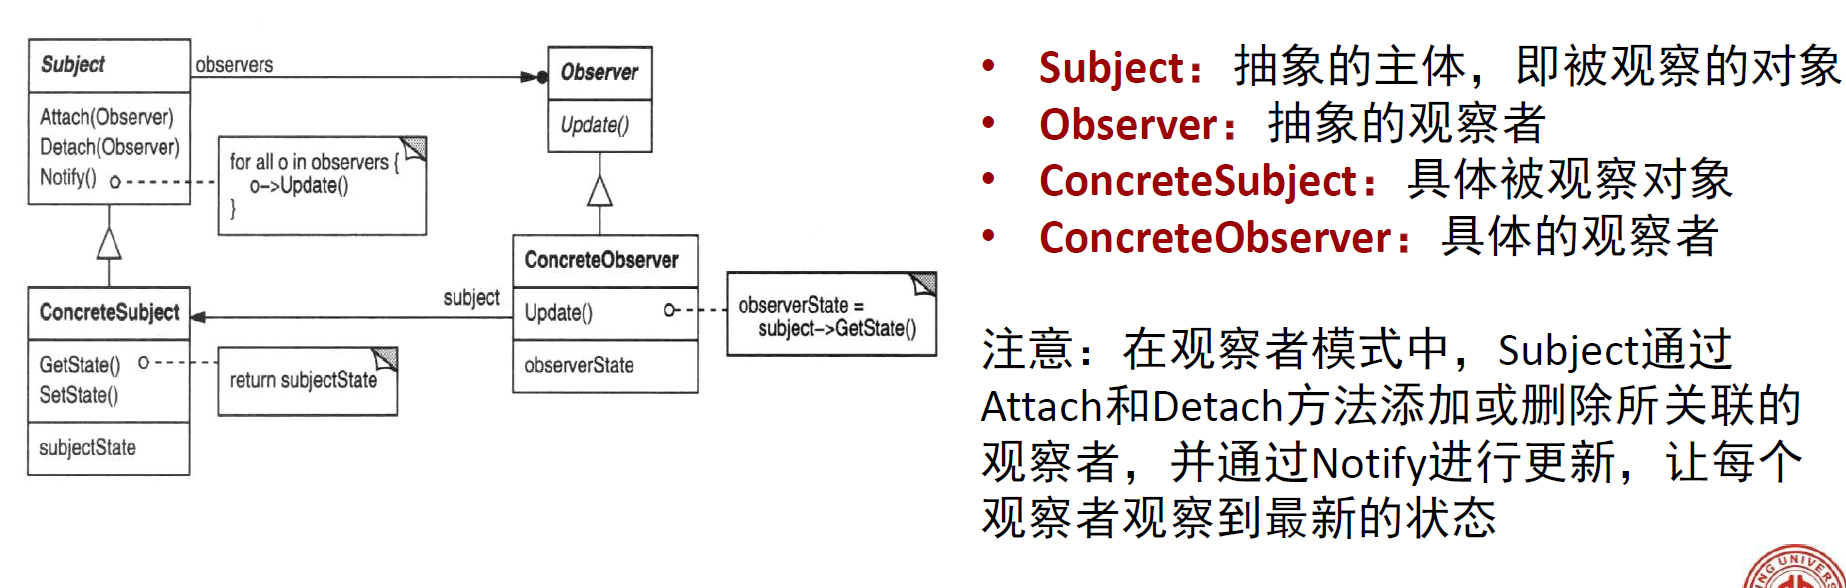 Subject
Attach(Observer)
Detach(Observer)
Notify()
observers
Observer
Update()
for all o in observers {
o->Update()
}
ConcreteSubject
GetState()
SetState()
subjectState
return subjectState
subject
ConcreteObserver
Update()
observerState
observerState =
subject->GetState()
• Subject：抽象的主体，即被观察的对象
• Observer：抽象的观察者
• ConcreteSubject：具体被观察对象
• ConcreteObserver：具体的观察者
注意：在观察者模式中，Subject通过
Attach和Detach方法添加或删除所关联的
观察者，并通过Notify进行更新，让每个
观察者观察到最新的状态